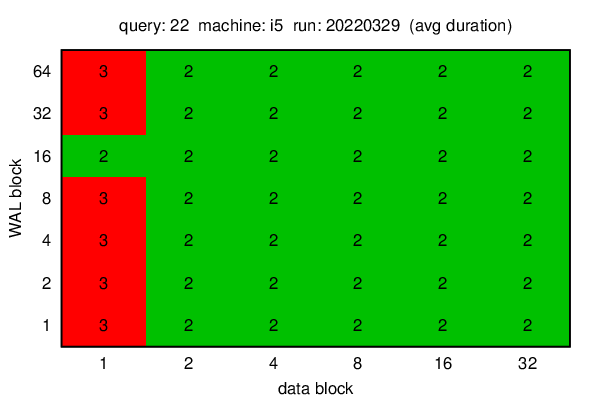 query: 22  machine: i5  run: 20220329  (avg duration)
64 3 2 2 2 2 2
32 3 2 2 2 2 2
16 2 2 2 2 2 2
8 3 2 2 2 2 2
4 3 2 2 2 2 2
2 3 2 2 2 2 2
1 3 2 2 2 2 2
WAL block
1 2 4 8 16 32
data block